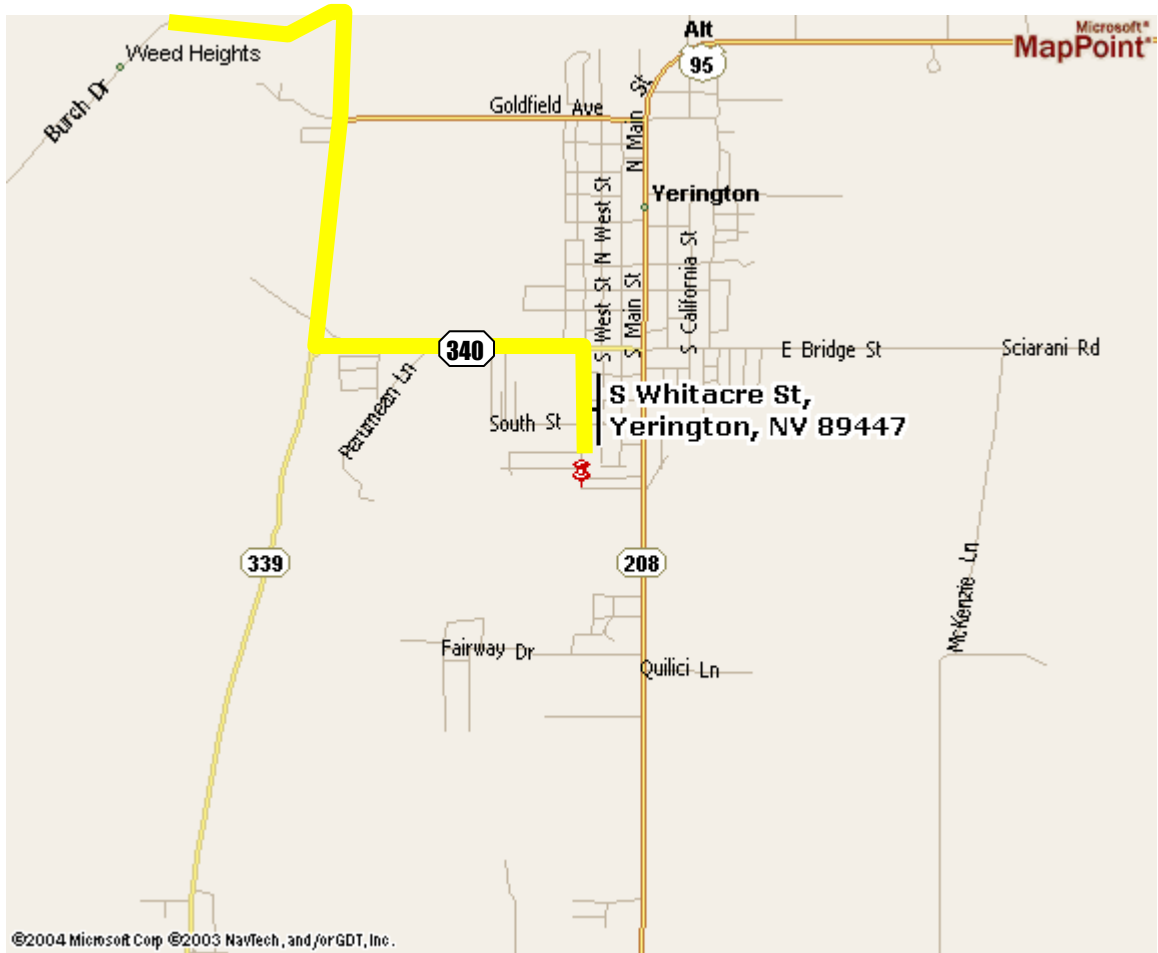 Microsoft®
MapPoint®
Alt
95
Weed Heights
Burch Dr
Goldfield Ave
N Main St
N West St
Yerington
S West St
S Main St
S California St
340
E Bridge St
Sciarani Rd
Perumean Ln
S Whitacre St,
Yerington, NV 89447
South St
339
208
McKenzie Ln
Fairway Dr
Quilici Ln
©2004 Microsoft Corp ©2003 NavTech, and/or GDT, Inc.